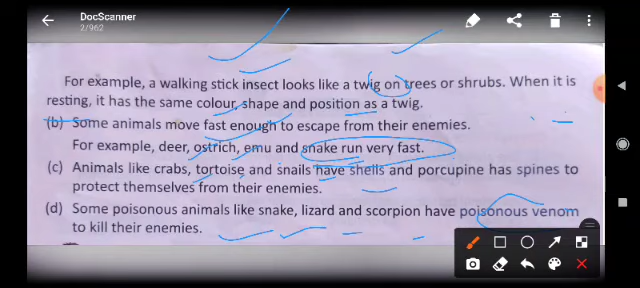 DocScanner
2/962
For example, a walking stick insect looks like a twig on trees or shrubs. When it is
resting, it has the same colour, shape and position as a twig.
(b) Some animals move fast enough to escape from their enemies.
For example, deer, ostrich, emu and snake run very fast.
(c) Animals like crabs, tortoise and snails have shells and porcupine has spines to
protect themselves from their enemies.
(d) Some poisonous animals like snake, lizard and scorpion have poisonous venom
to kill their enemies.